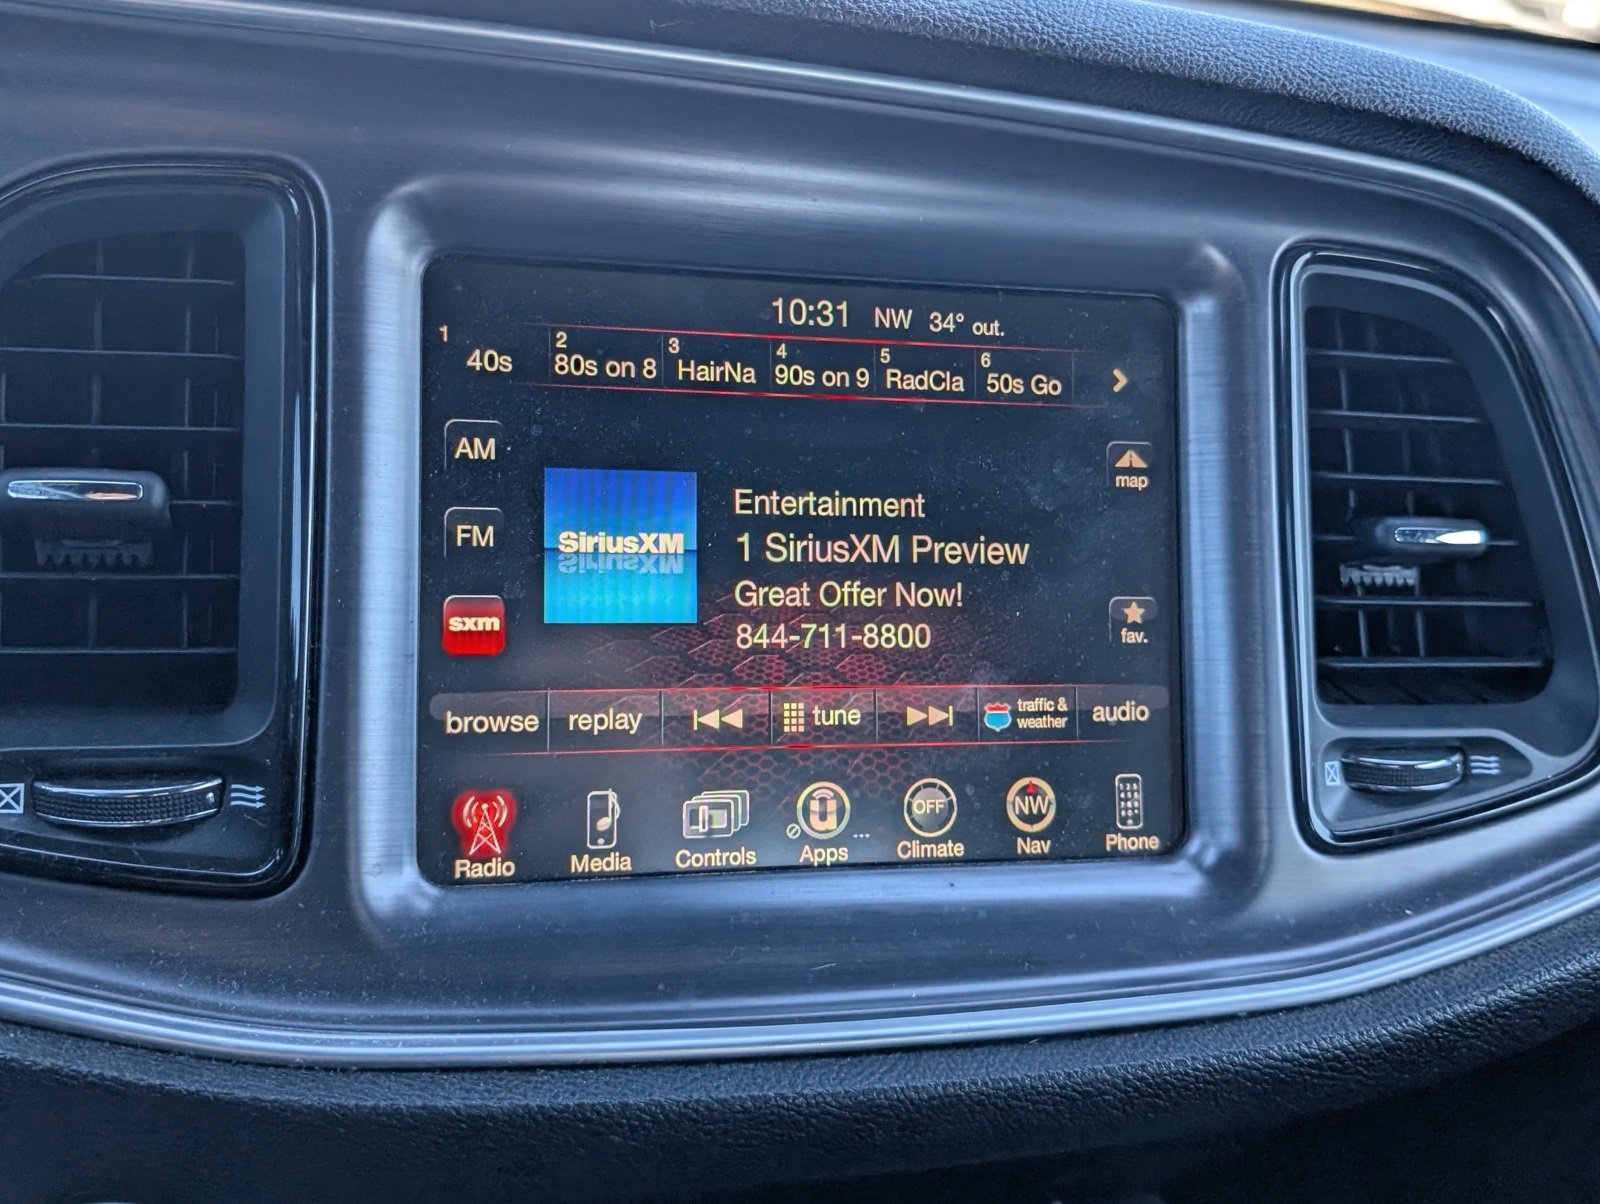 10:31 NW 34° out.
1 40s 2 80s on 8 3 HairNa 4 90s on 9 5 RadCla 6 50s Go
AM
FM
sxm
SiriusXM
Entertainment
1 SiriusXM Preview
Great Offer Now!
844-711-8800
map
fav.
browse replay tune traffic & weather audio
OFF NW
Radio Media Controls Apps Climate Nav Phone